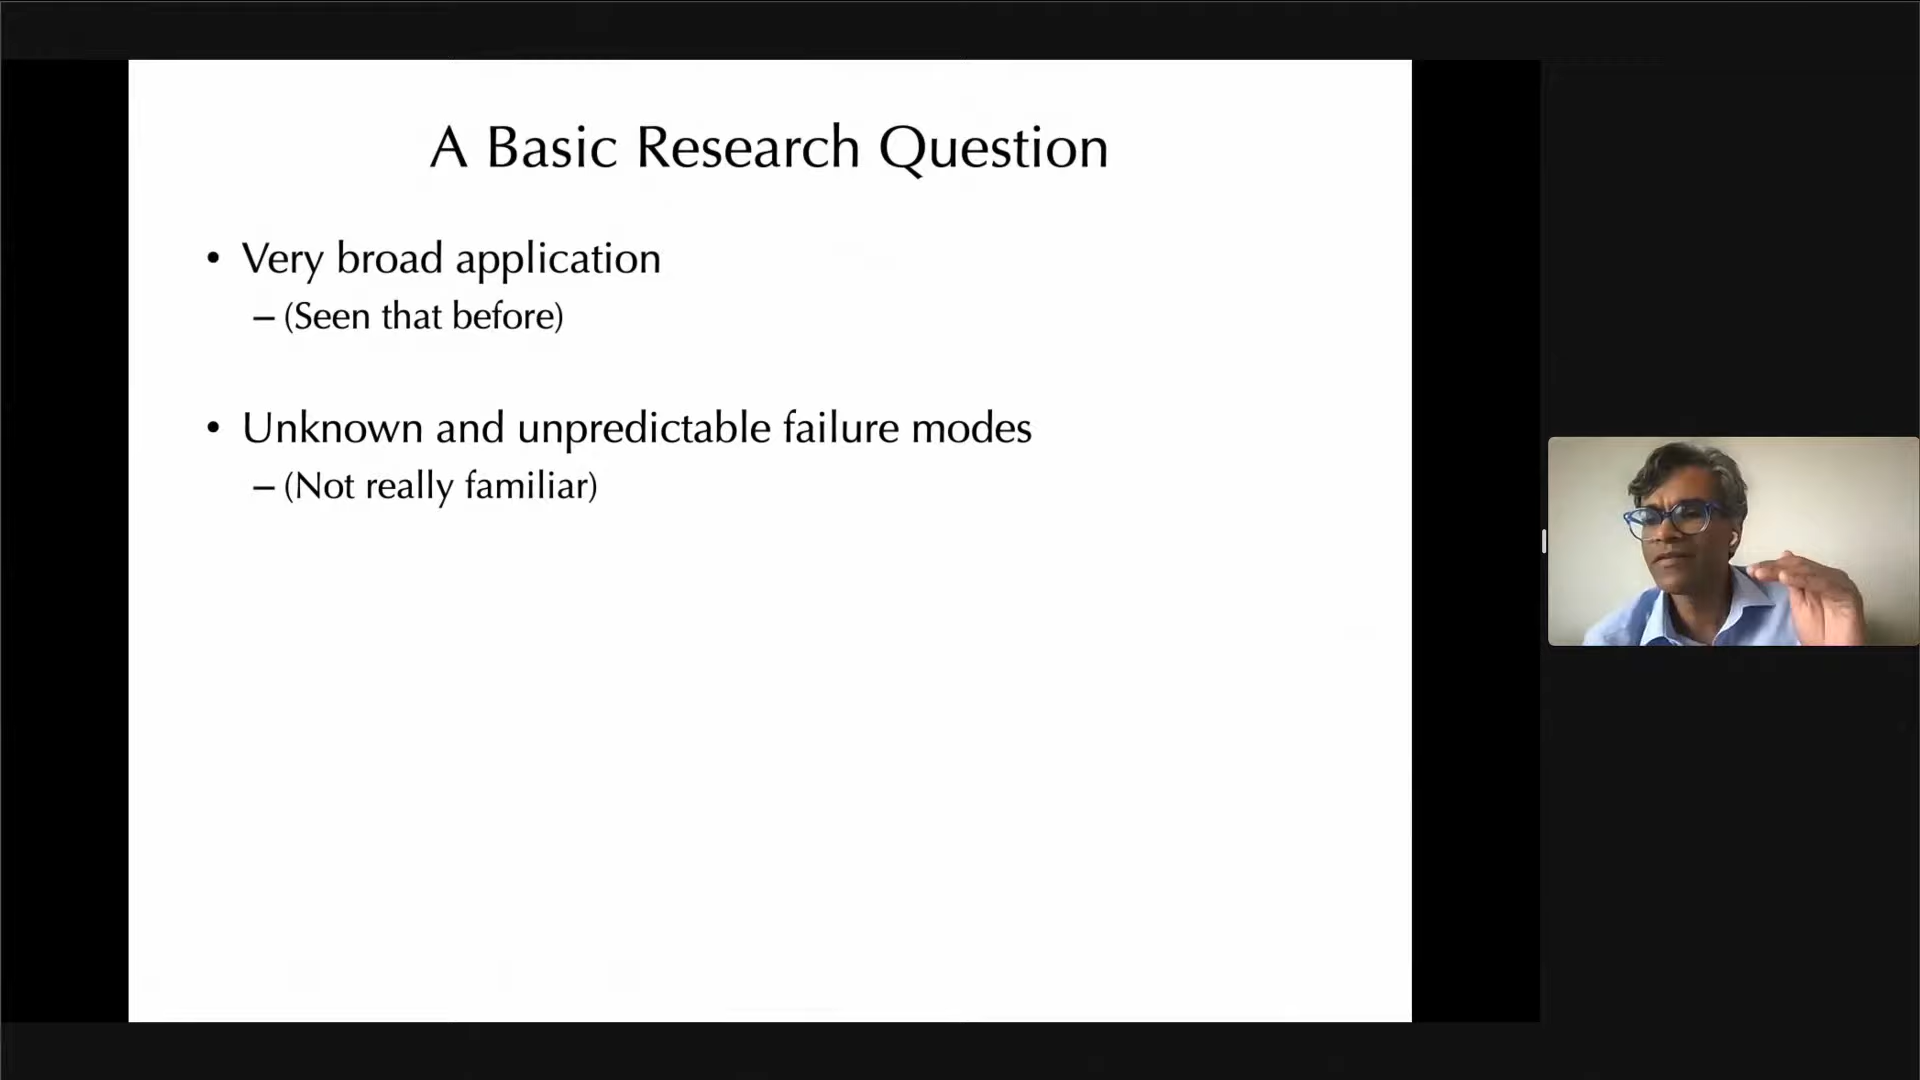 A Basic Research Question
• Very broad application
– (Seen that before)
• Unknown and unpredictable failure modes
– (Not really familiar)